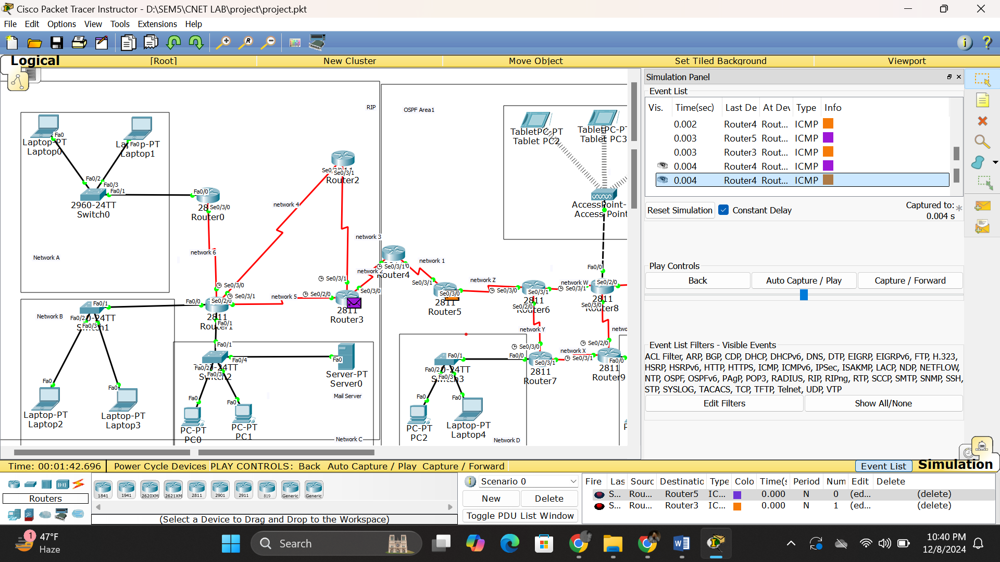 Cisco Packet Tracer Instructor - D:\SEM5\CNET LAB\project\project.pkt
File Edit Options View Tools Extensions Help
Logical [Root] New Cluster Move Object Set Tiled Background Viewport
RIP
OSPF Area1
Laptop-PT
Laptop0
Fa0
Laptop1
Fa0
Fa0/2
Fa0/3
Fa0/1
2960-24TT
Switch0
Fa0/0
Se0/3/0
Router0
Network A
network 6
network 4
Se0/3/1
Router2
network 3
TabletPC-PT
Tablet PC2
TabletPC-PT
Tablet PC3
AccessPoint-
Access Point
Se0/3/1
Router4
network 1
network 2
Se0/3/1
Se0/3/0
2811
Router3
Se0/2/0
network 5
Se0/3/0
Se0/3/1
Se0/2/0
Fa0/0
2811
Router1
Fa0/1
Se0/3/1
Se0/3/0
2811
Router5
network Z
Se0/3/0
Se0/3/1
2811
Router6
Se0/2/0
network W
Se0/3/1
Fa0/0
Se0/2/0
2811
Router8
Se0/3/0
network Y
Se0/3/0
Fa0/0
Se0/3/1
2811
Router7
network X
Se0/3/1
Se0/2/0
Fa0/0
2811
Router9
Network B
Fa0/1
Fa0/2
Fa0/3
Switch1
Fa0
Laptop-PT
Laptop2
Fa0
Laptop-PT
Laptop3
Fa0/1
Fa0/4
Fa0/2
Fa0/3
Switch2
Fa0
Server-PT
Server0
Mail Server
Fa0
PC-PT
PC0
Fa0
PC-PT
PC1
Network C
Fa0/1
Fa0/2
Fa0/3
Switch3
Fa0
PC-PT
PC2
Fa0
Laptop-PT
Laptop4
Network D
Simulation Panel
Event List
Vis. Time(sec) Last De At Dev Type Info
0.002 Router4 Rout... ICMP
0.003 Router5 Rout... ICMP
0.003 Router3 Rout... ICMP
0.004 Router4 Rout... ICMP
0.004 Router4 Rout... ICMP
Reset Simulation Constant Delay Captured to: *
0.004 s
Play Controls
Back Auto Capture / Play Capture / Forward
Event List Filters - Visible Events
ACL Filter, ARP, BGP, CDP, DHCP, DHCPv6, DNS, DTP, EIGRP, EIGRPv6, FTP, H.323,
HSRP, HSRPv6, HTTP, HTTPS, ICMP, ICMPv6, IPSec, ISAKMP, LACP, NDP, NETFLOW,
NTP, OSPF, OSPFv6, PAgP, POP3, RADIUS, RIP, RIPng, RTP, SCCP, SMTP, SNMP, SSH,
STP, SYSLOG, TACACS, TCP, TFTP, Telnet, UDP, VTP
Edit Filters Show All/None
Time: 00:01:42.696 Power Cycle Devices PLAY CONTROLS: Back Auto Capture / Play Capture / Forward Event List Simulation
Routers
1841 1941 2620XM 2621XM 2811 2901 2911 819 Generic Generic
(Select a Device to Drag and Drop to the Workspace)
Scenario 0
New Delete
Toggle PDU List Window
Fire Las Sourc Destinatio Type Colo Time(s Period Num Edit Delete
S... Rou... Router5 IC... 0.000 N 0 (ed... (delete)
S... Rou... Router3 IC... 0.000 N 1 (ed... (delete)
1
47°F
Haze
Search
10:40 PM
12/8/2024